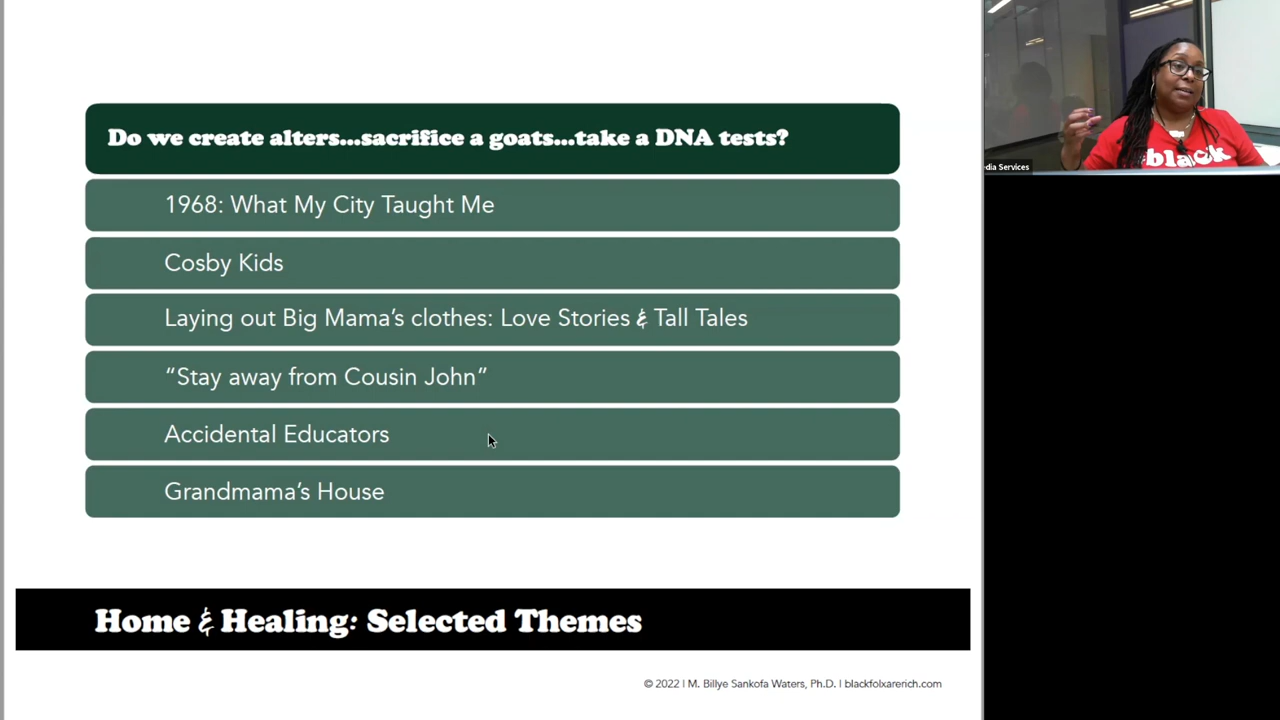 Do we create alters...sacrifice a goats...take a DNA tests?
1968: What My City Taught Me
Cosby Kids
Laying out Big Mama’s clothes: Love Stories & Tall Tales
“Stay away from Cousin John”
Accidental Educators
Grandmama’s House
Home & Healing: Selected Themes
© 2022 | M. Billye Sankofa Waters, Ph.D. | blackfolxarerich.com
dia Services
#black